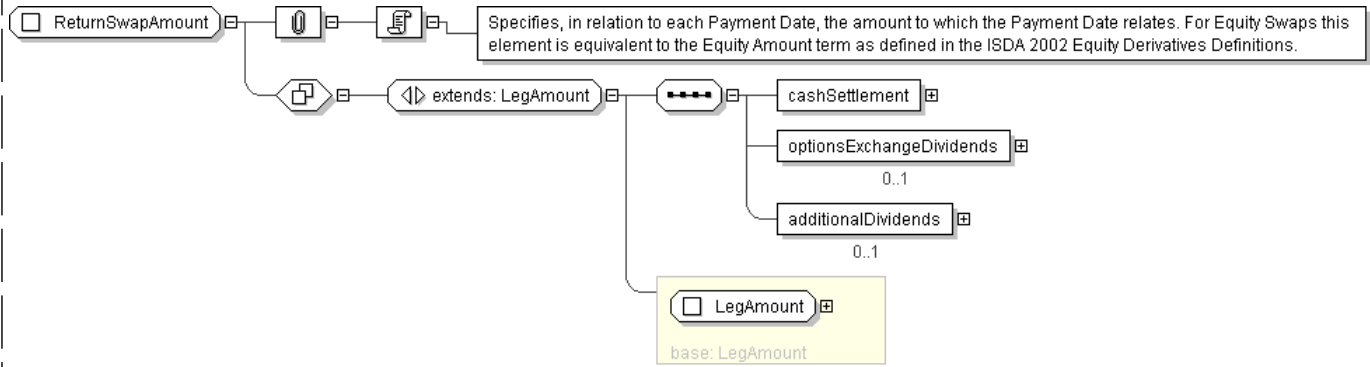 ReturnSwapAmount
Specifies, in relation to each Payment Date, the amount to which the Payment Date relates. For Equity Swaps this
element is equivalent to the Equity Amount term as defined in the ISDA 2002 Equity Derivatives Definitions.
extends: LegAmount
cashSettlement
optionsExchangeDividends
0..1
additionalDividends
0..1
LegAmount
base: LegAmount